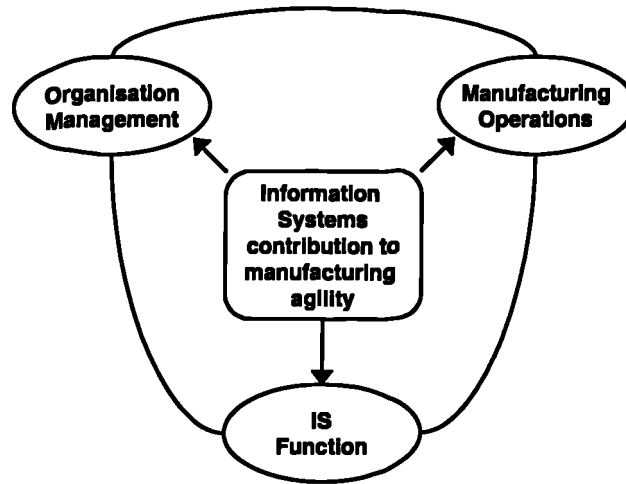 Organisation
Management
Manufacturing
Operations
Information
Systems
contribution to
manufacturing
agility
IS
Function